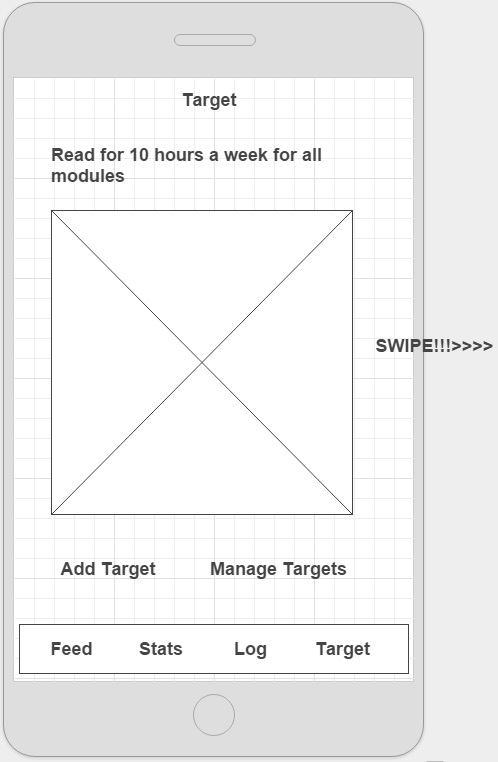 Target
Read for 10 hours a week for all
modules
SWIPE!!!>>>>
Add Target Manage Targets
Feed Stats Log Target